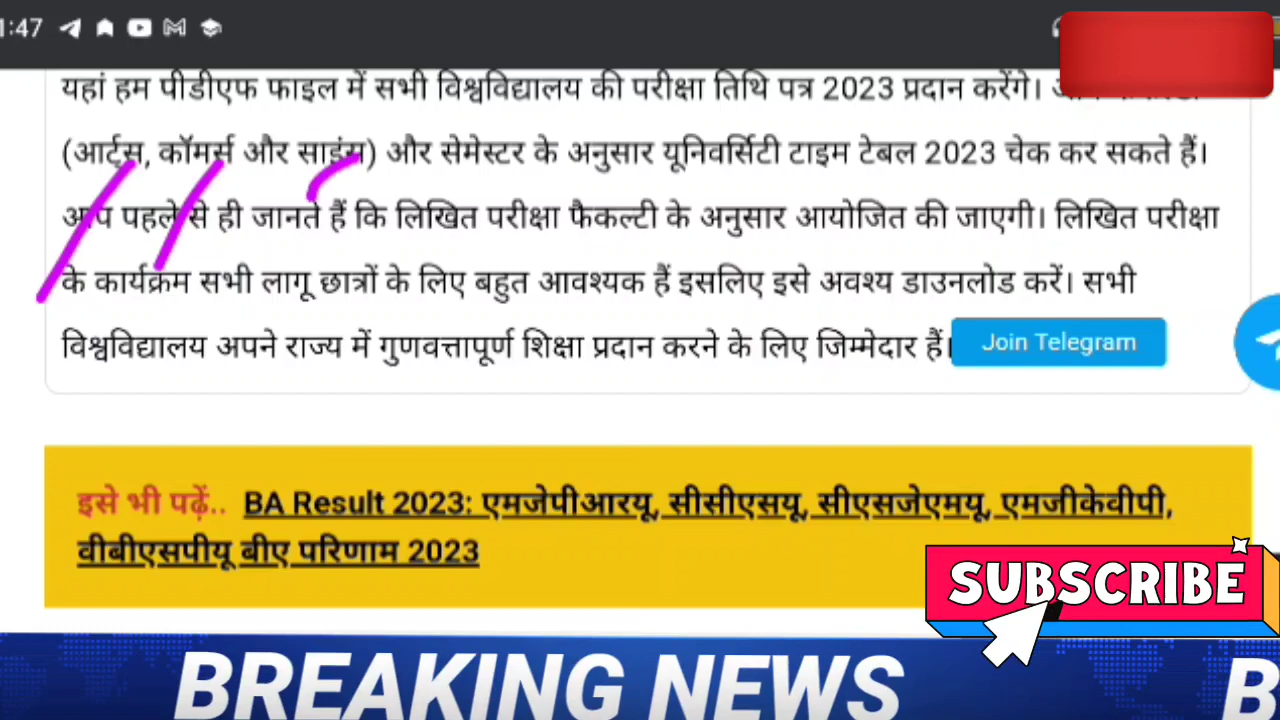 1:47
यहां हम पीडीएफ फाइल में सभी विश्वविद्यालय की परीक्षा तिथि पत्र 2023 प्रदान करेंगे।
(आर्ट्स, कॉमर्स और साइंस) और सेमेस्टर के अनुसार यूनिवर्सिटी टाइम टेबल 2023 चेक कर सकते हैं।
आप पहले से ही जानते हैं कि लिखित परीक्षा फैकल्टी के अनुसार आयोजित की जाएगी। लिखित परीक्षा
के कार्यक्रम सभी लागू छात्रों के लिए बहुत आवश्यक हैं इसलिए इसे अवश्य डाउनलोड करें। सभी
विश्वविद्यालय अपने राज्य में गुणवत्तापूर्ण शिक्षा प्रदान करने के लिए जिम्मेदार हैं।
Join Telegram
इसे भी पढ़ें.. BA Result 2023: एमजेपीआरयू, सीसीएसयू, सीएसजेएमयू, एमजीकेवीपी,
वीबीएसपीयू बीए परिणाम 2023
SUBSCRIBE
BREAKING NEWS B